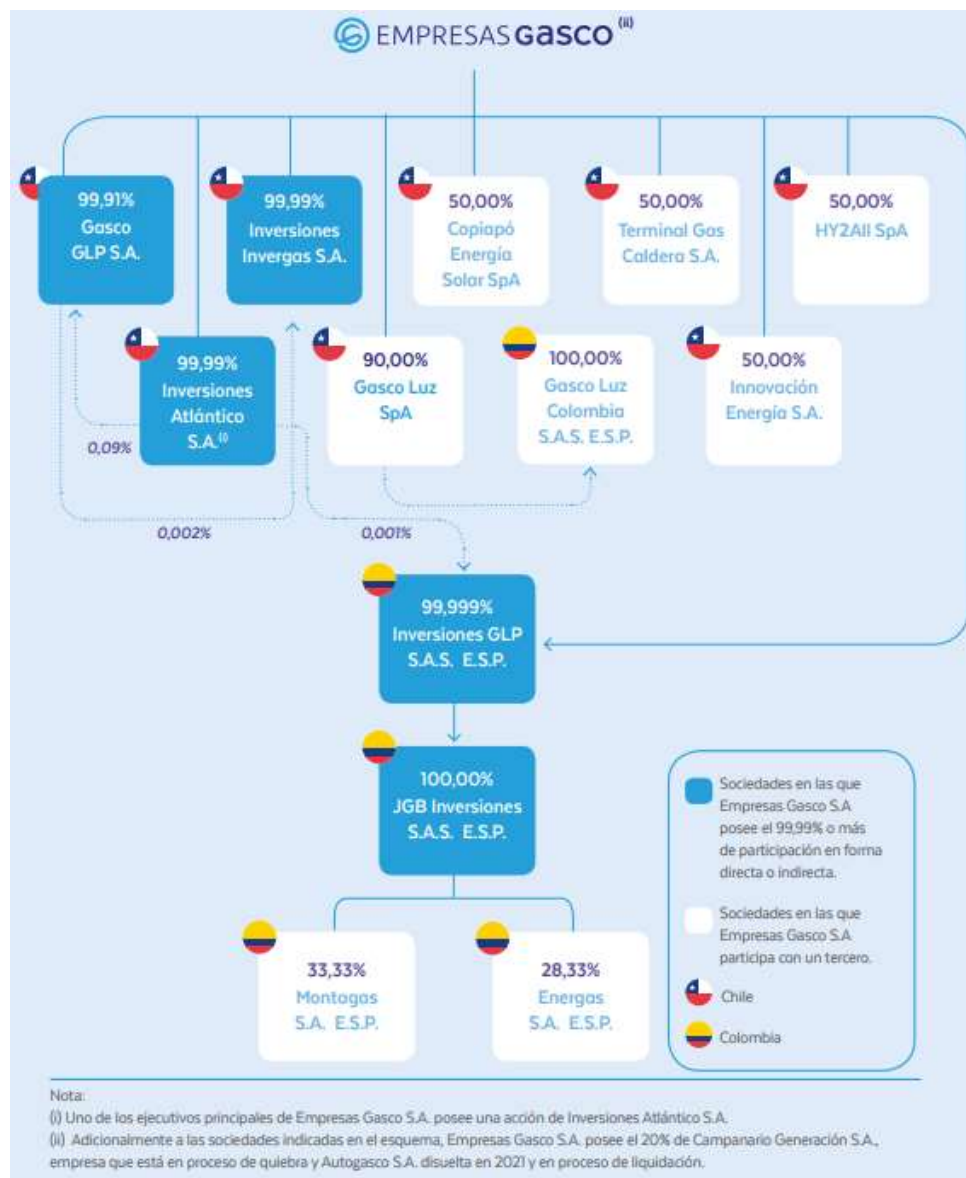 EMPRESAS Gasco (ii)
99,91%
Gasco
GLP S.A.
99,99%
Inversiones
Invergas S.A.
50,00%
Copiapó
Energía
Solar SpA
50,00%
Terminal Gas
Caldera S.A.
50,00%
HY2All SpA
99,99%
Inversiones
Atlántico
S.A.(i)
90,00%
Gasco Luz
SpA
100,00%
Gasco Luz
Colombia
S.A.S. E.S.P.
50,00%
Innovación
Energía S.A.
0,09%
0,002%
0,001%
99,999%
Inversiones GLP
S.A.S. E.S.P.
100,00%
JGB Inversiones
S.A.S. E.S.P.
33,33%
Montagas
S.A. E.S.P.
28,33%
Energas
S.A. E.S.P.
Sociedades en las que
Empresas Gasco S.A
posee el 99,99% o más
de participación en forma
directa o indirecta.
Sociedades en las que
Empresas Gasco S.A
participa con un tercero.
Chile
Colombia
Nota:
(i) Uno de los ejecutivos principales de Empresas Gasco S.A. posee una acción de Inversiones Atlántico S.A.
(ii) Adicionalmente a las sociedades indicadas en el esquema, Empresas Gasco S.A. posee el 20% de Campanario Generación S.A.,
empresa que está en proceso de quiebra y Autogasco S.A. disuelta en 2021 y en proceso de liquidación.